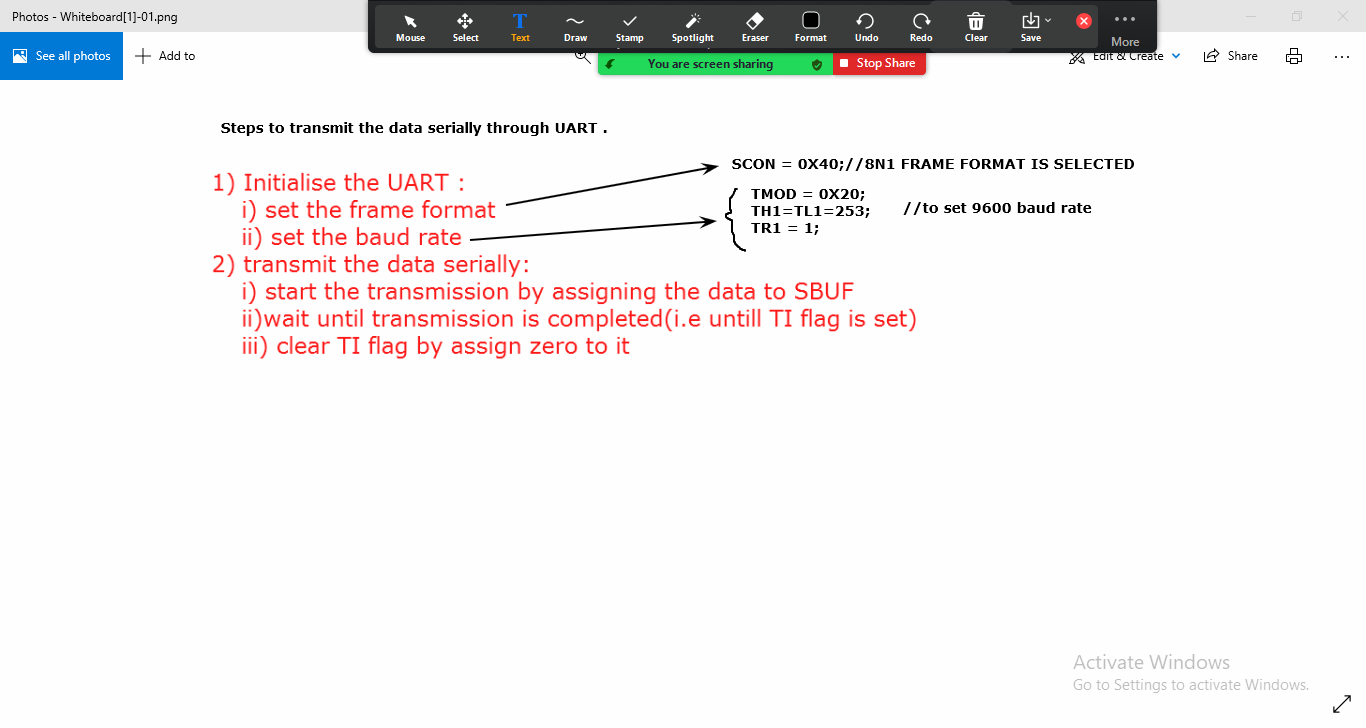 Photos - Whiteboard[1]-01.png
Mouse Select Text Draw Stamp Spotlight Eraser Format Undo Redo Clear Save More
See all photos Add to Edit & Create Share
You are screen sharing Stop Share
Steps to transmit the data serially through UART .
SCON = 0X40;//8N1 FRAME FORMAT IS SELECTED
1) Initialise the UART :
TMOD = 0X20;
i) set the frame format
TH1=TL1=253; //to set 9600 baud rate
TR1 = 1;
ii) set the baud rate
2) transmit the data serially:
i) start the transmission by assigning the data to SBUF
ii)wait until transmission is completed(i.e untill TI flag is set)
iii) clear TI flag by assign zero to it
Activate Windows
Go to Settings to activate Windows.